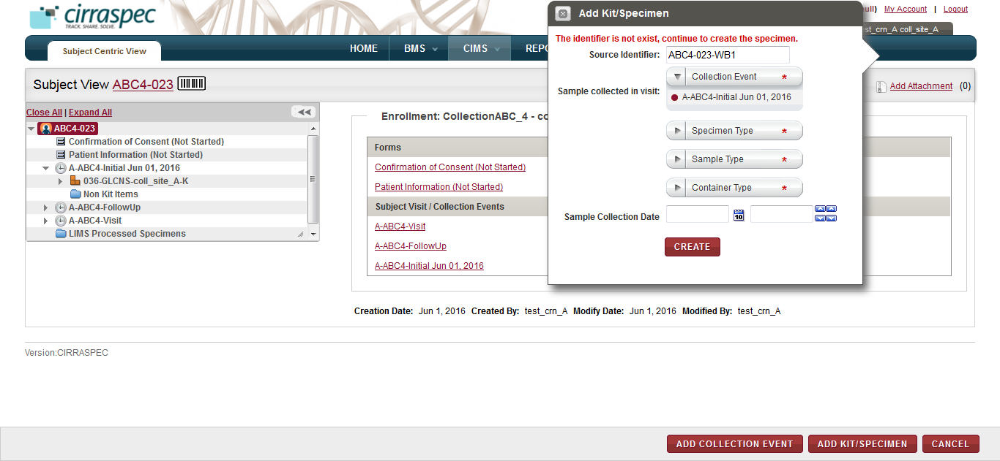 cirraspec
TRACK. SHARE. SOLVE.
My Account | Logout
coll_site_A
Subject Centric View
HOME
BMS
CIMS
Subject View ABC4-023
Add Attachment (0)
Close All | Expand All
ABC4-023
Confirmation of Consent (Not Started)
Patient Information (Not Started)
A-ABC4-Initial Jun 01, 2016
036-GLCNS-coll_site_A-K
Non Kit Items
A-ABC4-FollowUp
A-ABC4-Visit
LIMS Processed Specimens
Enrollment: CollectionABC_4 -
Forms
Confirmation of Consent (Not Started)
Patient Information (Not Started)
Subject Visit / Collection Events
A-ABC4-Visit
A-ABC4-FollowUp
A-ABC4-Initial Jun 01, 2016
Add Kit/Specimen
The identifier is not exist, continue to create the specimen.
Source Identifier: ABC4-023-WB1
Collection Event *
Sample collected in visit:
A-ABC4-Initial Jun 01, 2016
Specimen Type *
Sample Type *
Container Type *
Sample Collection Date 10
CREATE
Creation Date: Jun 1, 2016 Created By: test_crn_A Modify Date: Jun 1, 2016 Modified By: test_crn_A
Version:CIRRASPEC
ADD COLLECTION EVENT ADD KIT/SPECIMEN CANCEL